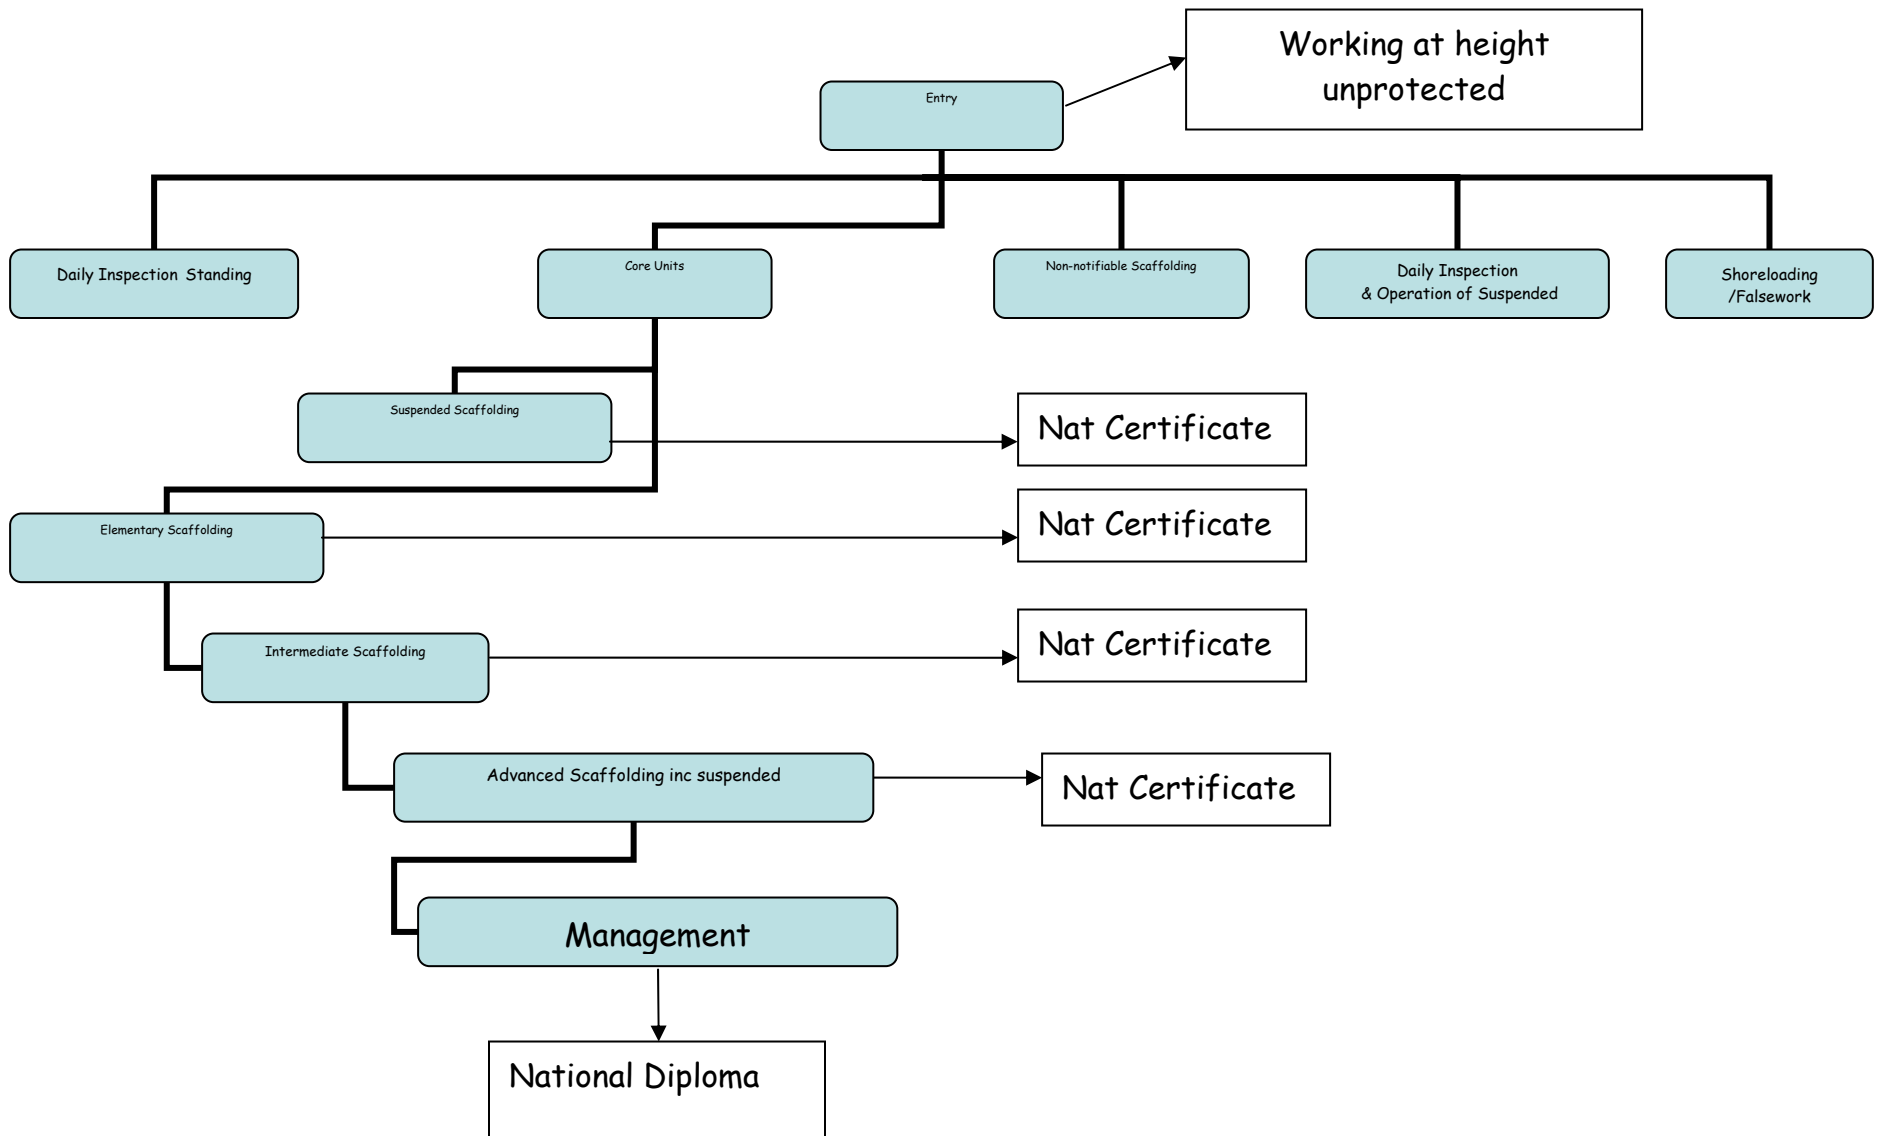 Working at height
unprotected
Entry
Daily Inspection Standing
Core Units
Non-notifiable Scaffolding
Daily Inspection
& Operation of Suspended
Shoreloading
/Falsework
Suspended Scaffolding
Nat Certificate
Nat Certificate
Elementary Scaffolding
Nat Certificate
Intermediate Scaffolding
Advanced Scaffolding inc suspended
Nat Certificate
Management
National Diploma